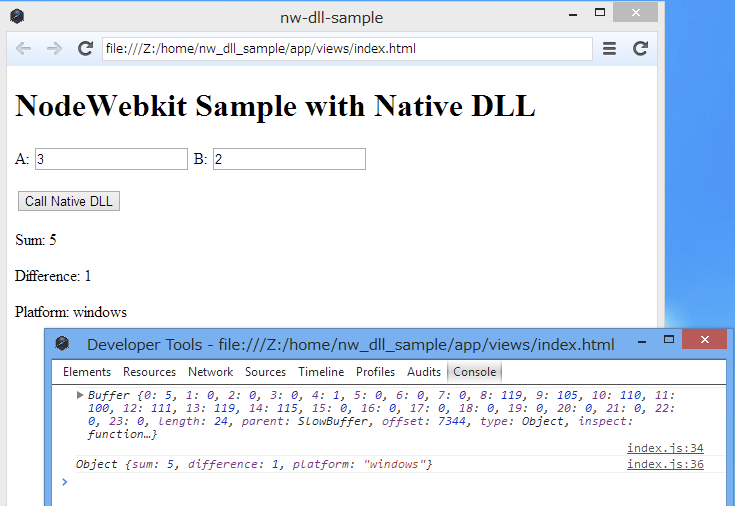 nw-dll-sample
file:///Z:/home/nw_dll_sample/app/views/index.html
NodeWebkit Sample with Native DLL
A: 3 B: 2
Call Native DLL
Sum: 5
Difference: 1
Platform: windows
Developer Tools - file:///Z:/home/nw_dll_sample/app/views/index.html
Elements Resources Network Sources Timeline Profiles Audits Console
Buffer {0: 5, 1: 0, 2: 0, 3: 0, 4: 1, 5: 0, 6: 0, 7: 0, 8: 119, 9: 105, 10: 110, 11:
100, 12: 111, 13: 119, 14: 115, 15: 0, 16: 0, 17: 0, 18: 0, 19: 0, 20: 0, 21: 0, 22:
0, 23: 0, length: 24, parent: SlowBuffer, offset: 7344, type: Object, inspect:
function…}
index.js:34
Object {sum: 5, difference: 1, platform: "windows"} index.js:36